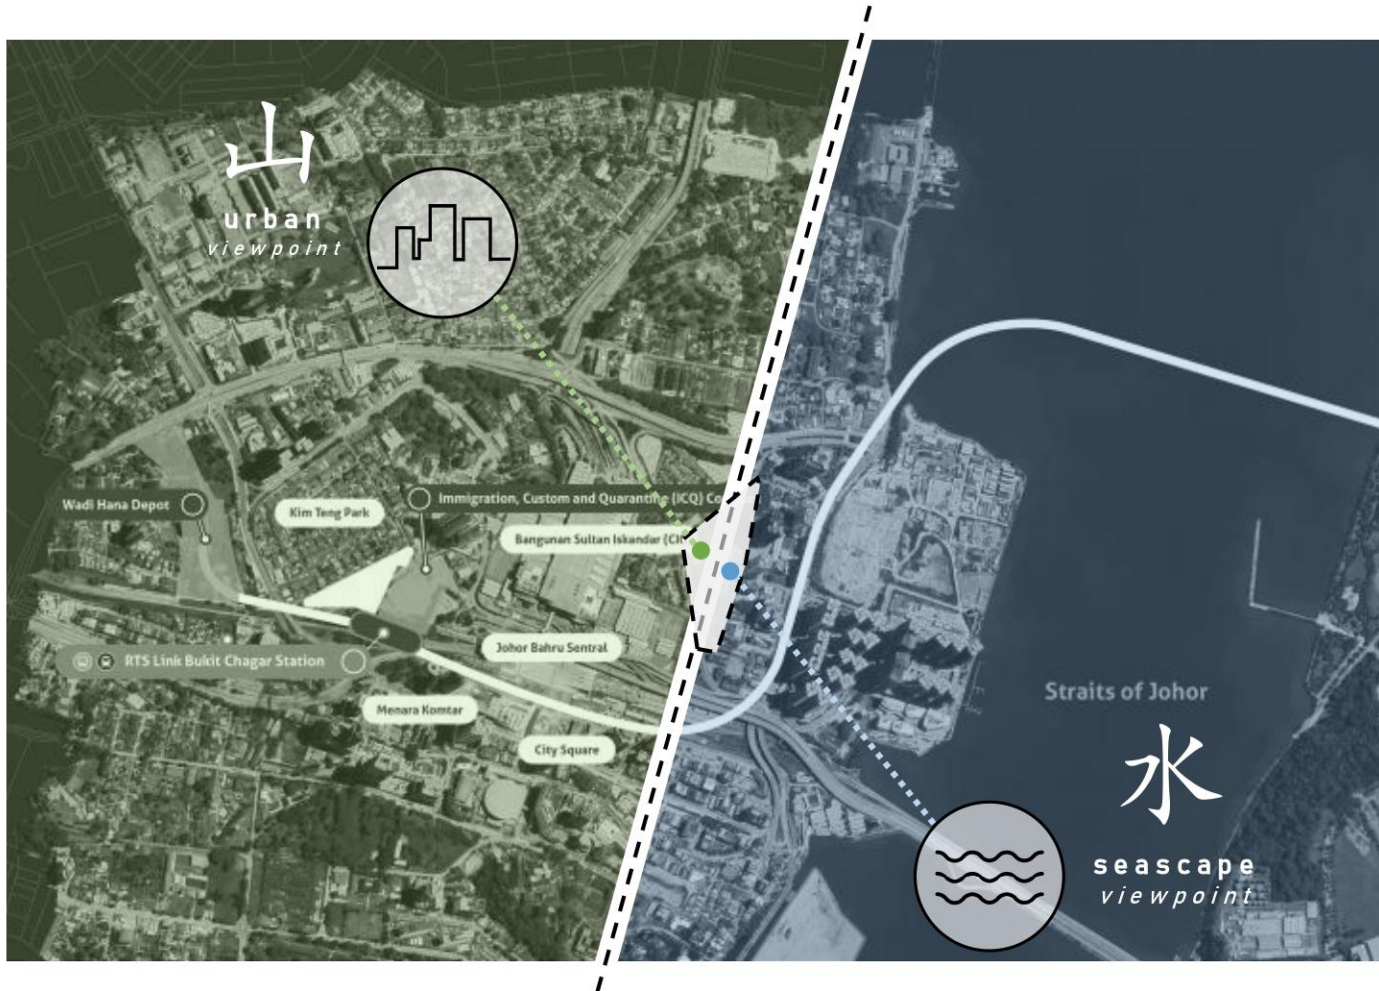 山
urban
viewpoint
Wadi Hana Depot
Kim Teng Park
Immigration, Custom and Quarantine (ICQ) Co
Bangunan Sultan Iskandar (CI
RTS Link Bukit Chagar Station
Johor Bahru Sentral
Menara Komtar
City Square
Straits of Johor
水
seascape
viewpoint